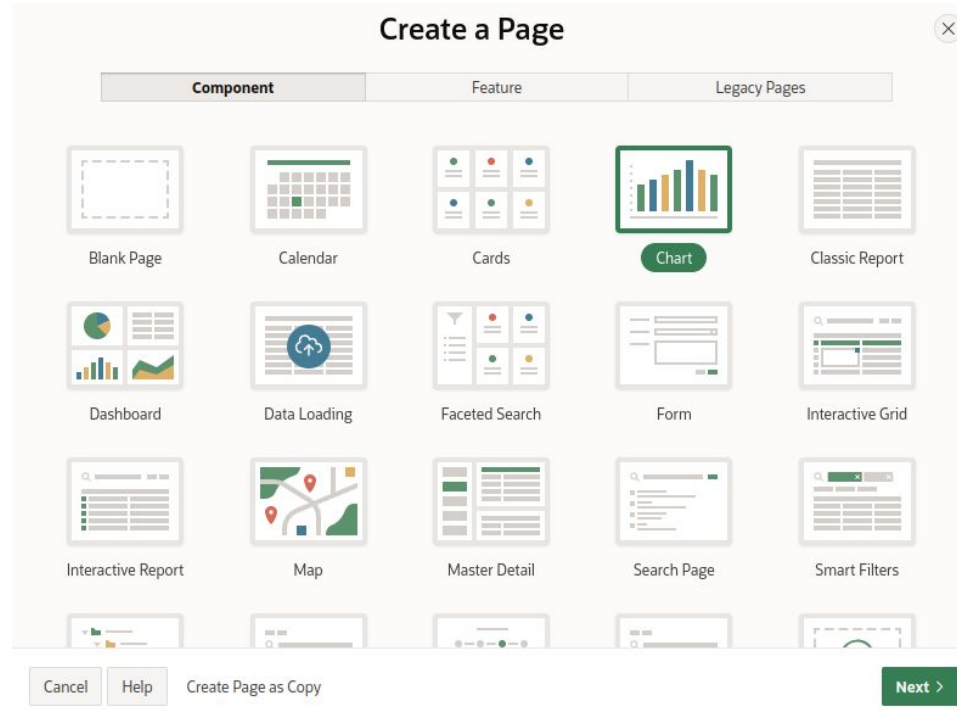 Create a Page
Component Feature Legacy Pages
Blank Page Calendar Cards Chart Classic Report
Dashboard Data Loading Faceted Search Form Interactive Grid
Interactive Report Map Master Detail Search Page Smart Filters
Cancel Help Create Page as Copy Next